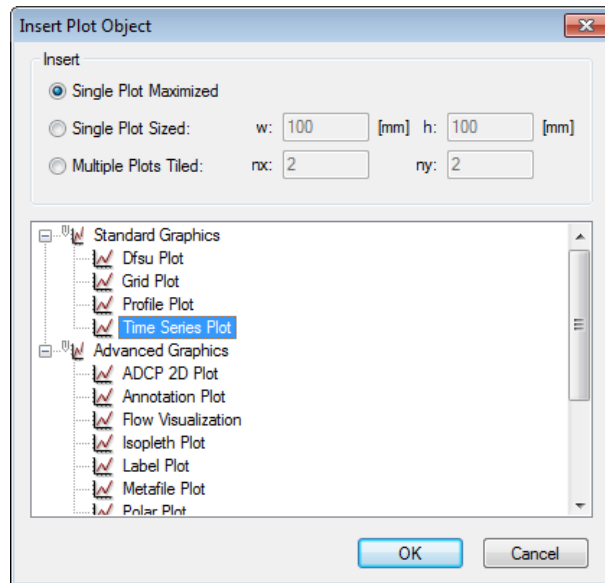 Insert Plot Object
Insert
Single Plot Maximized
Single Plot Sized: w: 100 [mm] h: 100 [mm]
Multiple Plots Tiled: nx: 2 ny: 2
Standard Graphics
Dfsu Plot
Grid Plot
Profile Plot
Time Series Plot
Advanced Graphics
ADCP 2D Plot
Annotation Plot
Flow Visualization
Isopleth Plot
Label Plot
Metafile Plot
Polar Plot
OK Cancel